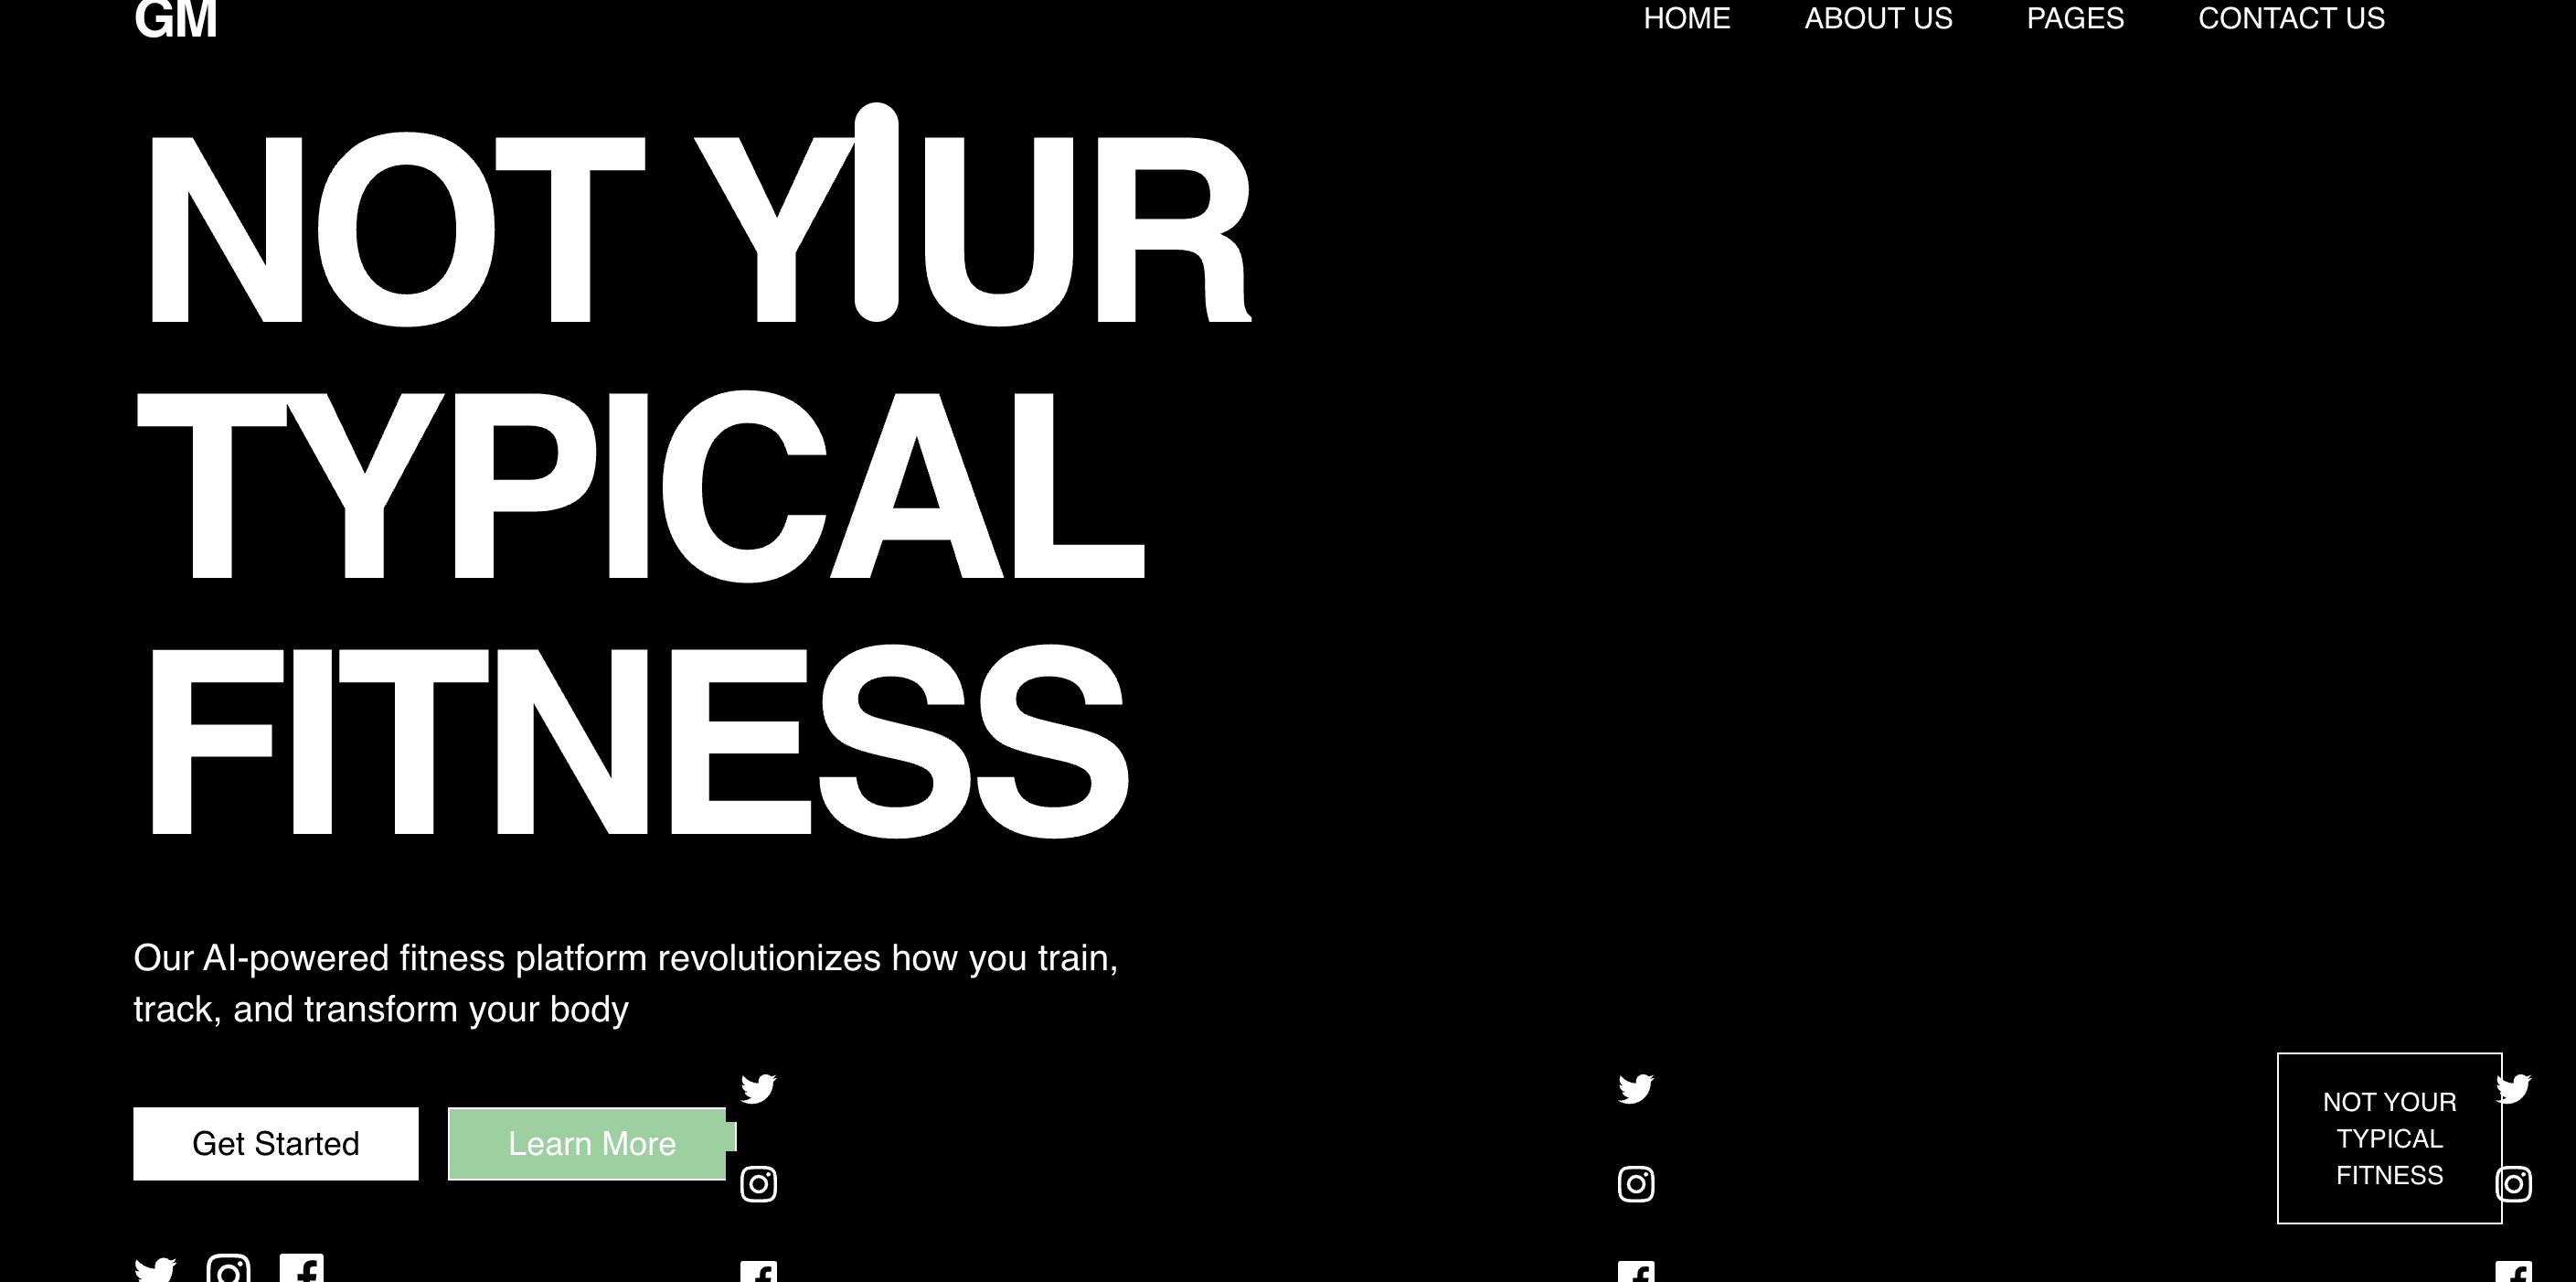 GM
HOME ABOUT US PAGES CONTACT US
NOT YIUR
TYPICAL
FITNESS
Our AI-powered fitness platform revolutionizes how you train,
track, and transform your body
Get Started
Learn More
NOT YOUR
TYPICAL
FITNESS